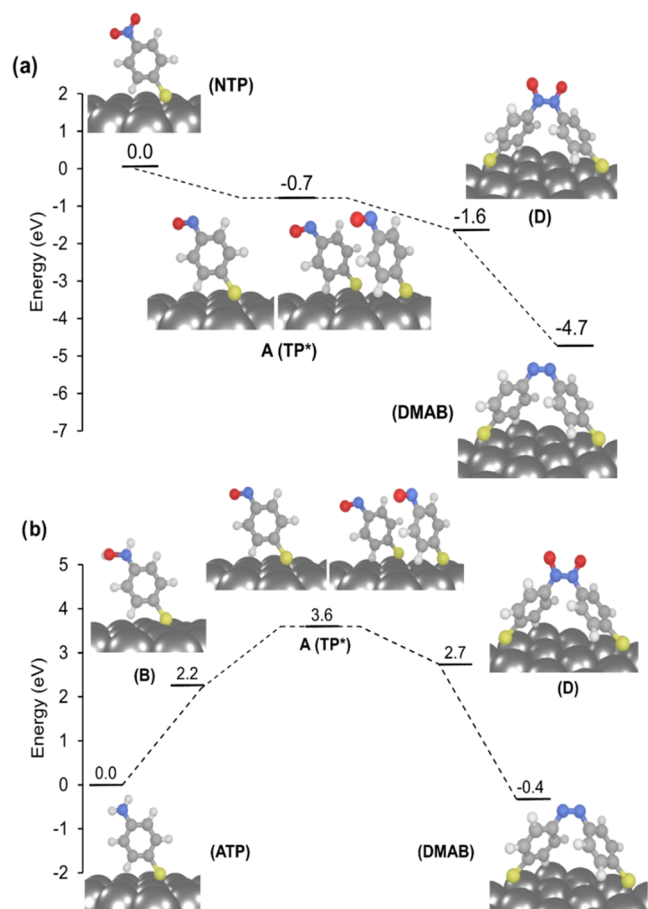 (a)
(NTP)
2
1
0
-1
-2
-3
-4
-5
-6
-7
Energy (eV)
0.0
-0.7
-1.6
-4.7
(D)
A (TP*)
(DMAB)
(b)
5
4
3
2
1
0
-1
-2
Energy (eV)
3.6
A (TP*)
(B)
2.2
2.7
(D)
0.0
-0.4
(ATP)
(DMAB)